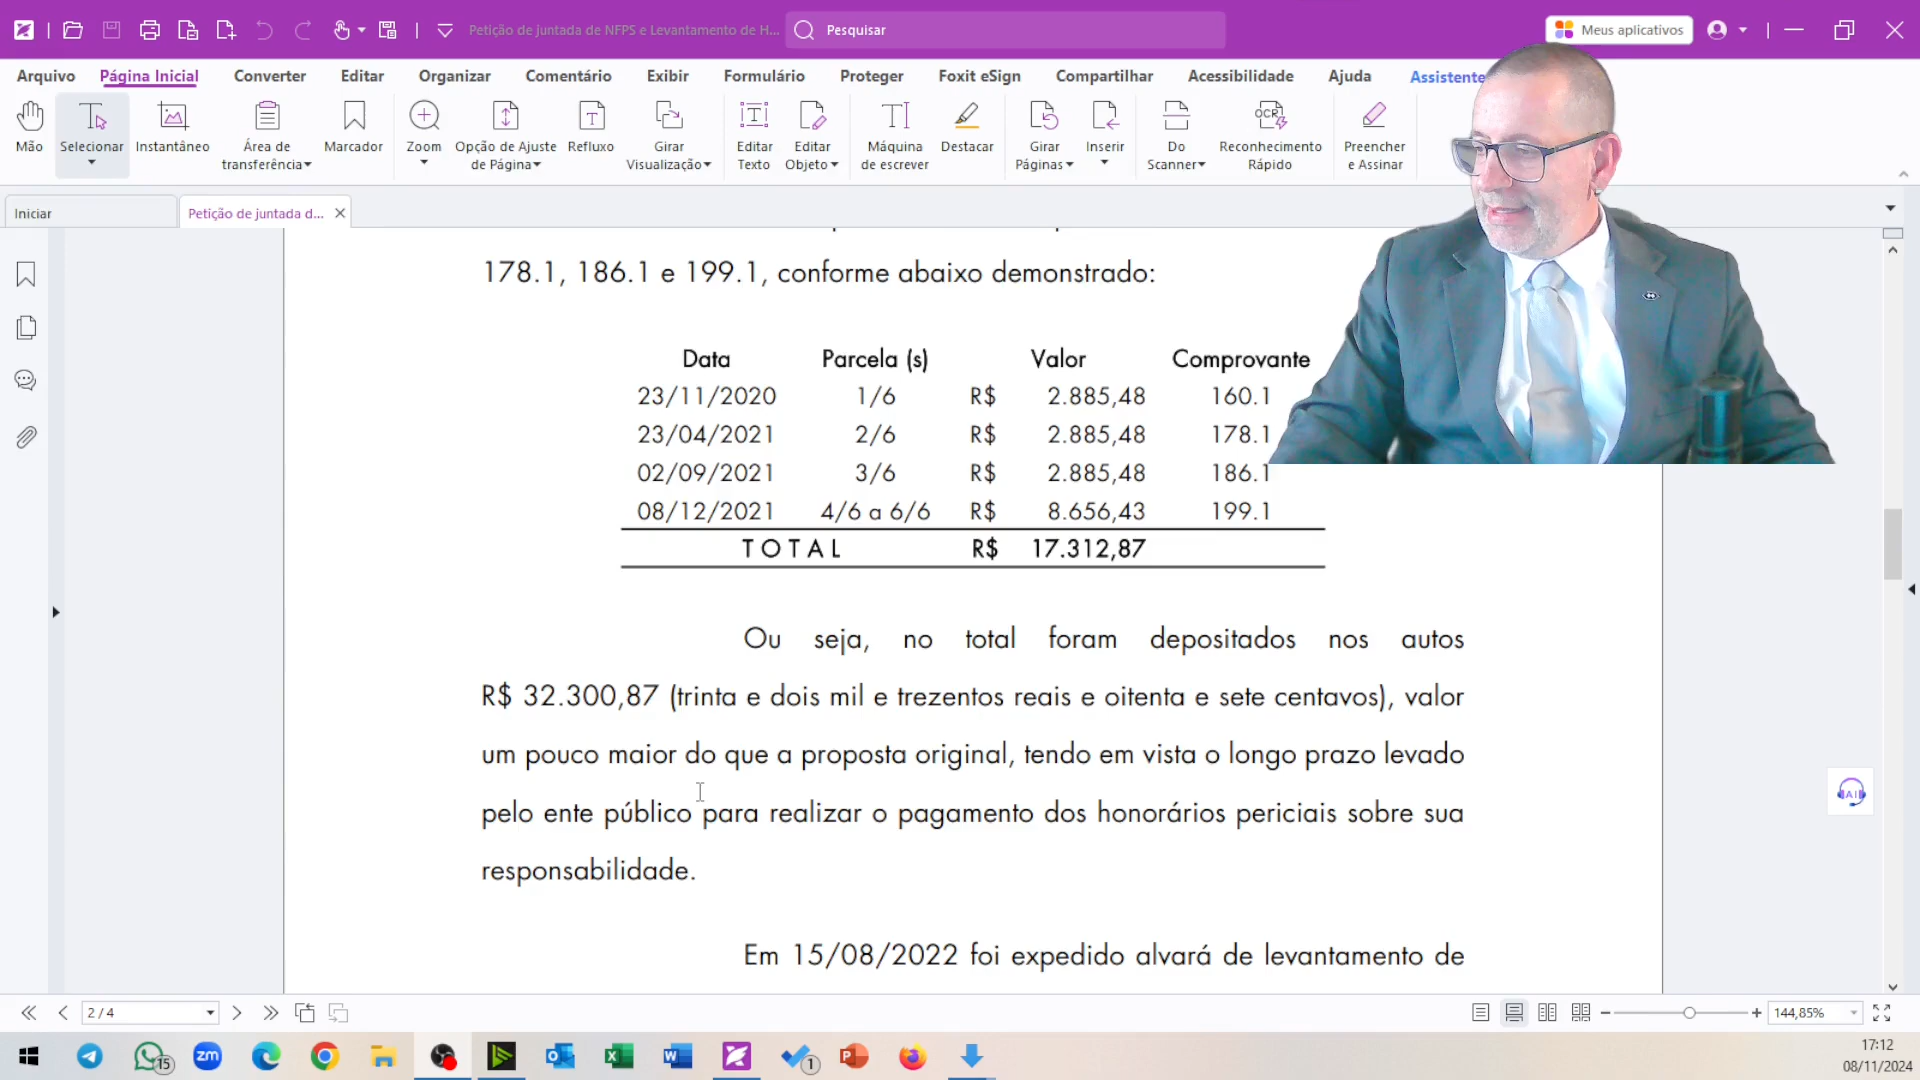 Petição de juntada de NFPS e Levantamento de H...
Pesquisar
Meus aplicativos
Arquivo
Página Inicial
Converter
Editar
Organizar
Comentário
Exibir
Formulário
Proteger
Foxit eSign
Compartilhar
Acessibilidade
Ajuda
Assistente
Mão
Selecionar
Instantâneo
Área de
transferência
Marcador
Zoom
Opção de Ajuste
de Página
Refluxo
Girar
Visualização
Editar
Texto
Editar
Objeto
Máquina
de escrever
Destacar
Girar
Páginas
Inserir
Do
Scanner
OCR
Reconhecimento
Rápido
Preencher
e Assinar
Iniciar
Petição de juntada d...
178.1, 186.1 e 199.1, conforme abaixo demonstrado:
Data Parcela (s) Valor Comprovante
23/11/2020 1/6 R$ 2.885,48 160.1
23/04/2021 2/6 R$ 2.885,48 178.1
02/09/2021 3/6 R$ 2.885,48 186.1
08/12/2021 4/6 a 6/6 R$ 8.656,43 199.1
TOTAL R$ 17.312,87
Ou seja, no total foram depositados nos autos
R$ 32.300,87 (trinta e dois mil e trezentos reais e oitenta e sete centavos), valor
um pouco maior do que a proposta original, tendo em vista o longo prazo levado
pelo ente público para realizar o pagamento dos honorários periciais sobre sua
responsabilidade.
Em 15/08/2022 foi expedido alvará de levantamento de
AI
2 / 4
144,85%
15
zm
1
17:12
08/11/2024